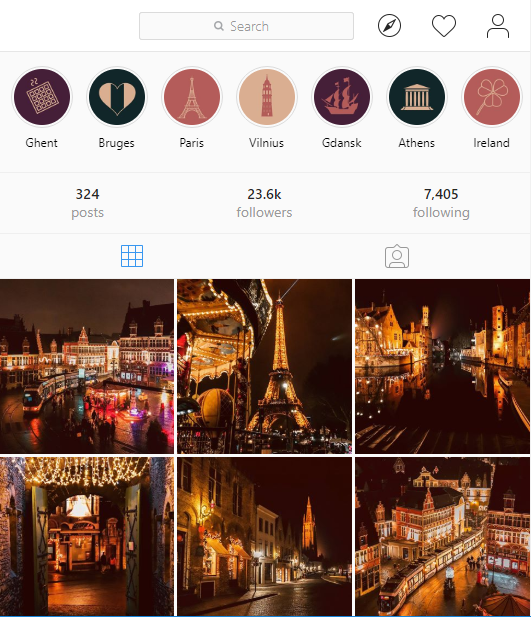 Search
Ghent Bruges Paris Vilnius Gdansk Athens Ireland
324 23.6k 7,405
posts followers following